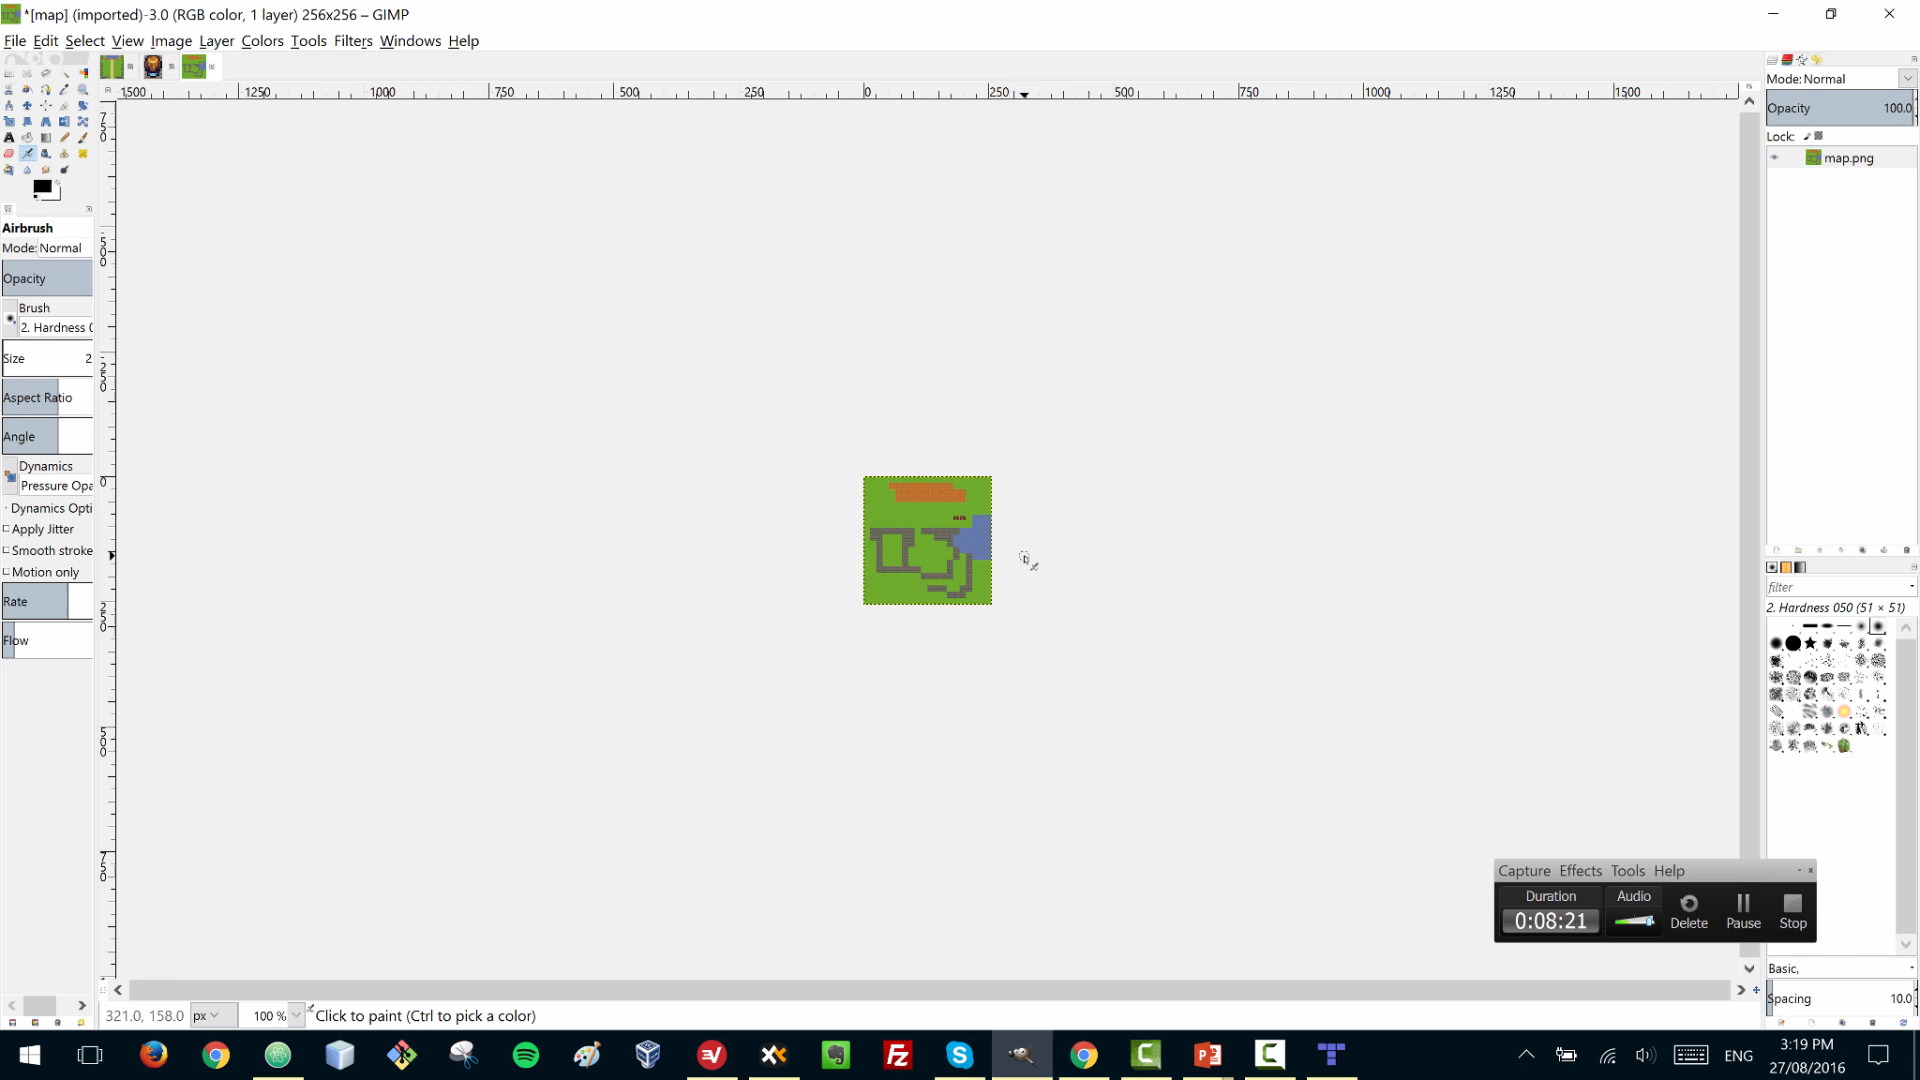 *[map] (imported)-3.0 (RGB color, 1 layer) 256x256 – GIMP
File Edit Select View Image Layer Colors Tools Filters Windows Help
1500 1250 1000 750 500 250 0 250 500 750 1000 1250 1500
Mode: Normal
Opacity 100.0
Lock:
map.png
Airbrush
Mode: Normal
Opacity
Brush
2. Hardness 0
Size 2
Aspect Ratio
Angle
Dynamics
Pressure Opa
Dynamics Opti
Apply Jitter
Smooth stroke
Motion only
Rate
Flow
filter
2. Hardness 050 (51 × 51)
Capture Effects Tools Help
Duration Audio
0:08:21 Delete Pause Stop
Basic,
Spacing 10.0
321.0, 158.0 px 100 % Click to paint (Ctrl to pick a color)
ENG
3:19 PM
27/08/2016